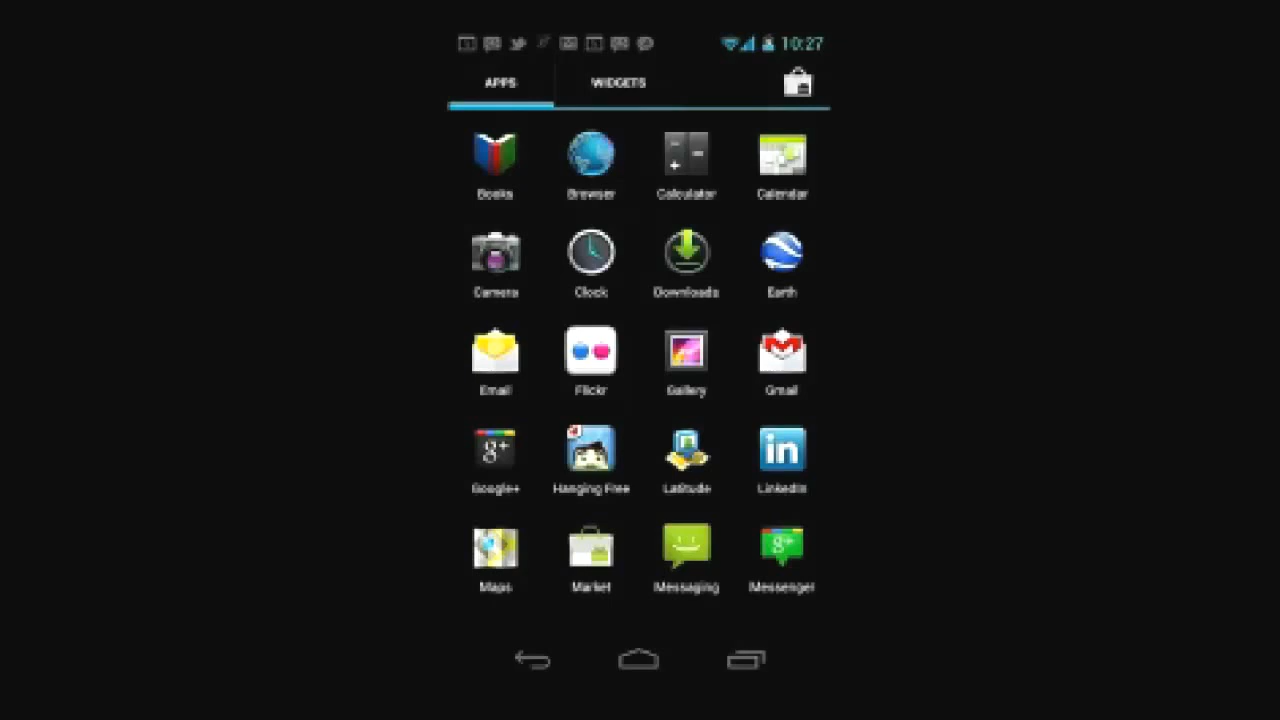 10:27
APPS WIDGETS
Books Browser Calculator Calendar
Camera Clock Downloads Earth
Email Flickr Gallery Gmail
g+ in
Google+ Hanging Free Latitude LinkedIn
g+
Maps Market Messaging Messenger